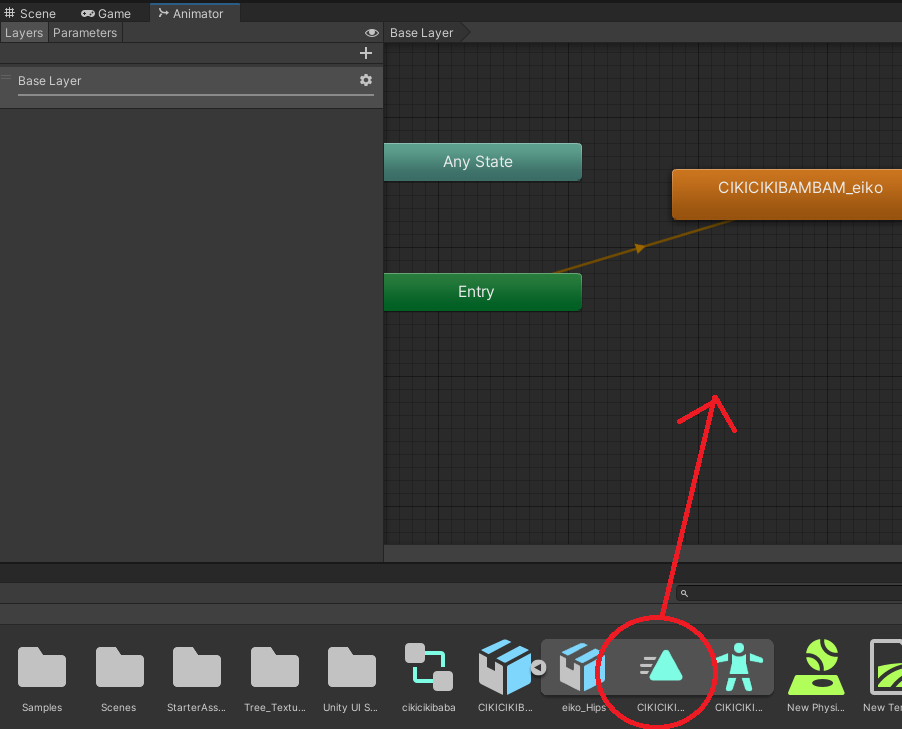 Scene
Game
Animator
Layers
Parameters
Base Layer
Base Layer
Any State
CIKICIKIBAMBAM_eiko
Entry
Samples
Scenes
StarterAss...
Tree_Textu...
Unity UI S...
cikicikibaba
CIKICIKIB...
eiko_Hips
CIKICIKI...
CIKICIKI...
New Physi...
New Ter